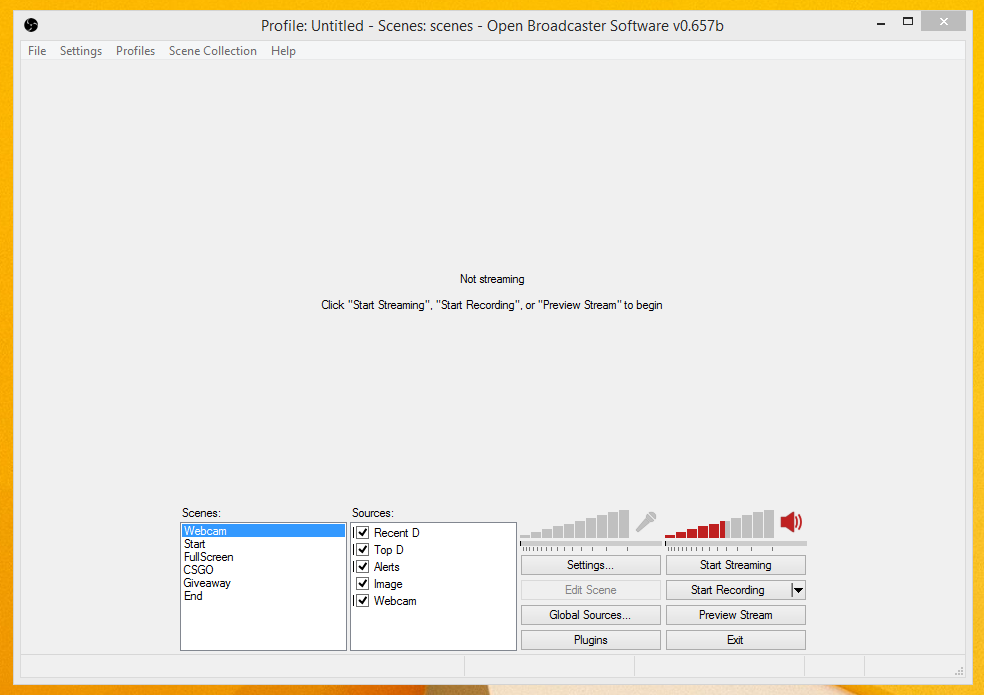 Profile: Untitled - Scenes: scenes - Open Broadcaster Software v0.657b
File Settings Profiles Scene Collection Help
Not streaming
Click "Start Streaming", "Start Recording", or "Preview Stream" to begin
Scenes:
Webcam
Start
FullScreen
CSGO
Giveaway
End
Sources:
Recent D
Top D
Alerts
Image
Webcam
Settings...
Start Streaming
Edit Scene
Start Recording
Global Sources...
Preview Stream
Plugins
Exit